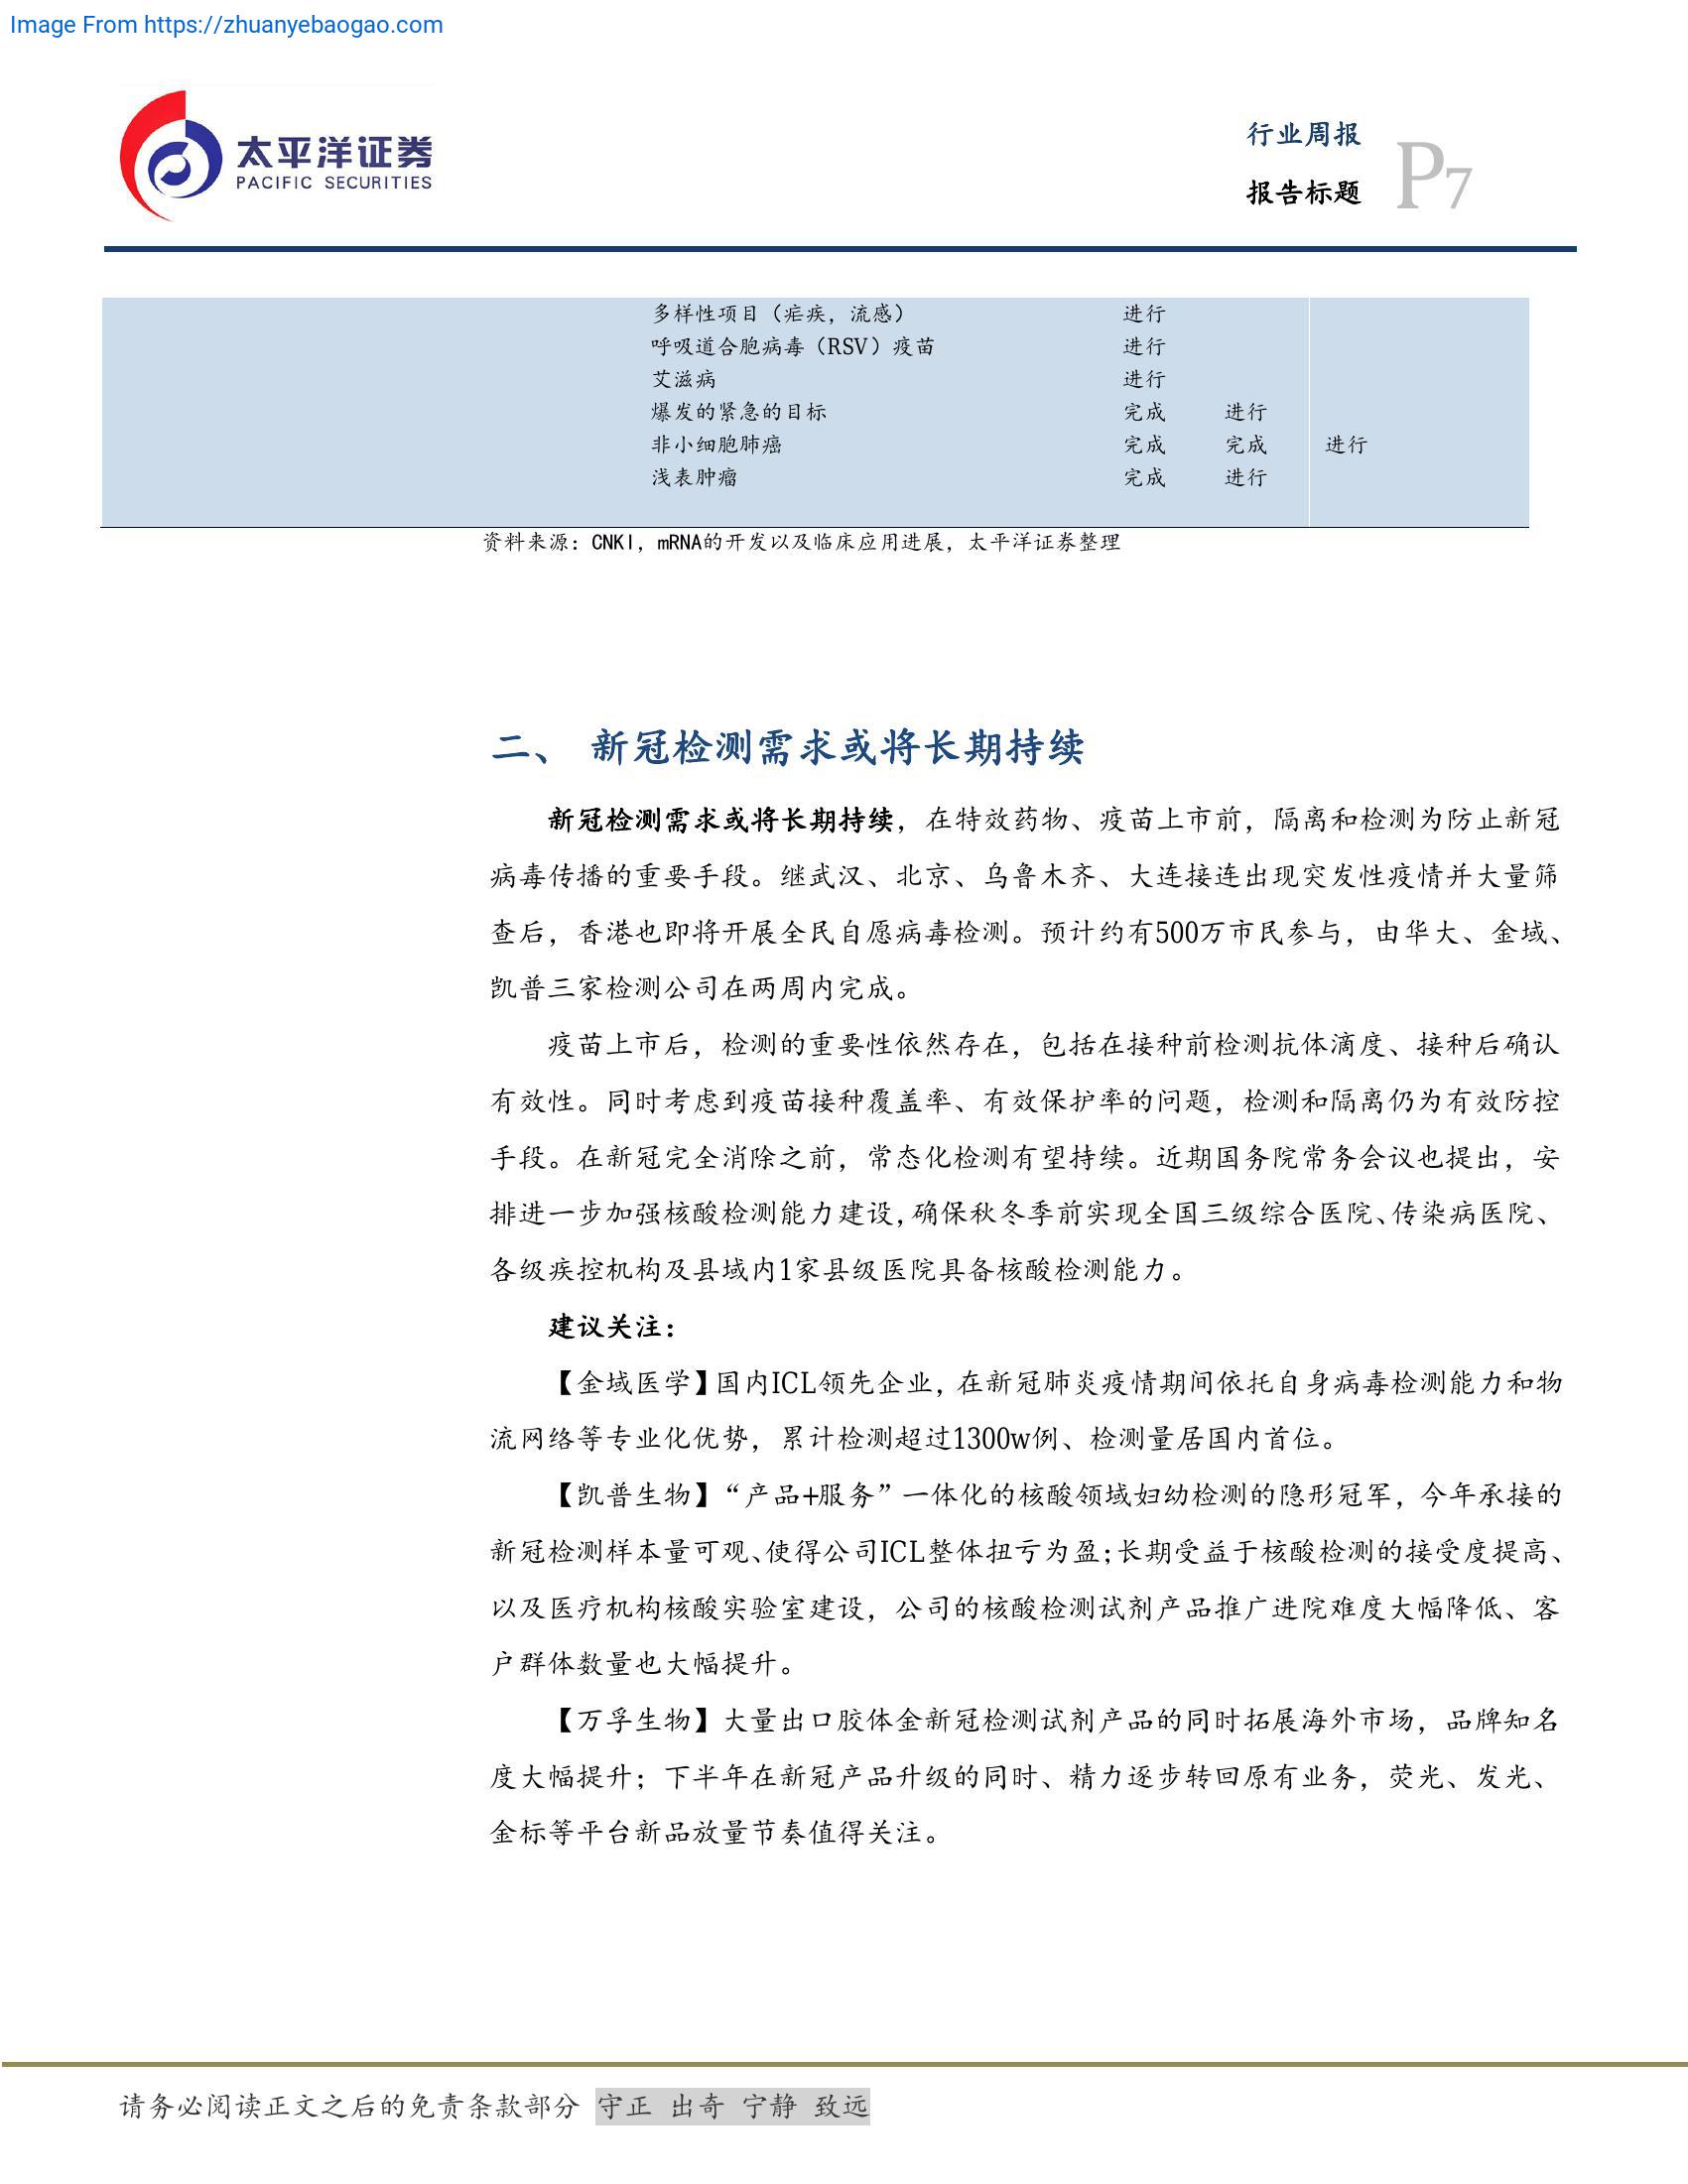 Image From https://zhuanyebaogao.com
太平洋证券
PACIFIC SECURITIES
行业周报
报告标题
P7
多样性项目（疟疾，流感） 进行
呼吸道合胞病毒（RSV）疫苗 进行
艾滋病 进行
爆发的紧急的目标 完成 进行
非小细胞肺癌 完成 完成 进行
浅表肿瘤 完成 进行
资料来源：CNKI，mRNA的开发以及临床应用进展，太平洋证券整理
二、 新冠检测需求或将长期持续
新冠检测需求或将长期持续，在特效药物、疫苗上市前，隔离和检测为防止新冠
病毒传播的重要手段。继武汉、北京、乌鲁木齐、大连接连出现突发性疫情并大量筛
查后，香港也即将开展全民自愿病毒检测。预计约有500万市民参与，由华大、金域、
凯普三家检测公司在两周内完成。
疫苗上市后，检测的重要性依然存在，包括在接种前检测抗体滴度、接种后确认
有效性。同时考虑到疫苗接种覆盖率、有效保护率的问题，检测和隔离仍为有效防控
手段。在新冠完全消除之前，常态化检测有望持续。近期国务院常务会议也提出，安
排进一步加强核酸检测能力建设，确保秋冬季前实现全国三级综合医院、传染病医院、
各级疾控机构及县域内1家县级医院具备核酸检测能力。
建议关注：
【金域医学】国内ICL领先企业，在新冠肺炎疫情期间依托自身病毒检测能力和物
流网络等专业化优势，累计检测超过1300w例、检测量居国内首位。
【凯普生物】“产品+服务”一体化的核酸领域妇幼检测的隐形冠军，今年承接的
新冠检测样本量可观、使得公司ICL整体扭亏为盈；长期受益于核酸检测的接受度提高、
以及医疗机构核酸实验室建设，公司的核酸检测试剂产品推广进院难度大幅降低、客
户群体数量也大幅提升。
【万孚生物】大量出口胶体金新冠检测试剂产品的同时拓展海外市场，品牌知名
度大幅提升；下半年在新冠产品升级的同时、精力逐步转回原有业务，荧光、发光、
金标等平台新品放量节奏值得关注。
请务必阅读正文之后的免责条款部分 守正 出奇 宁静 致远